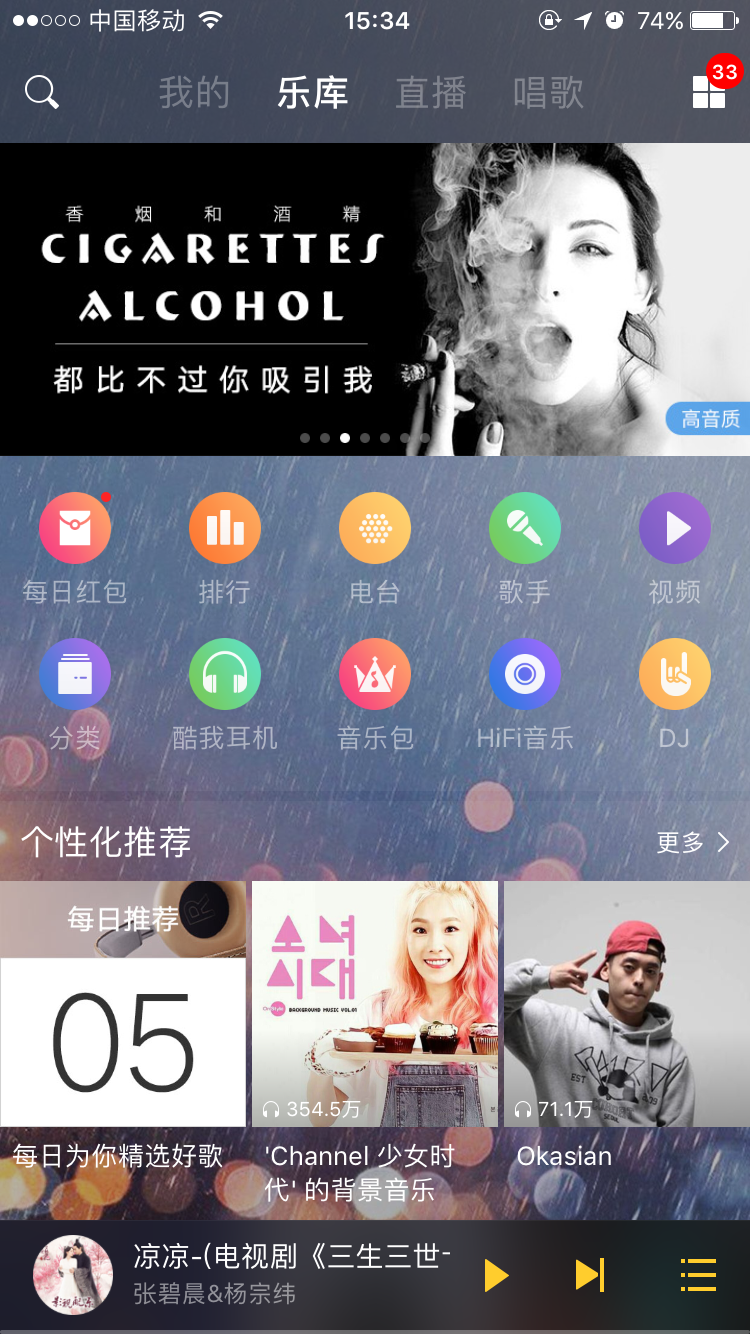 中国移动 15:34 74%
我的 乐库 直播 唱歌 33
香烟和酒精
CIGARETTES
ALCOHOL
都比不过你吸引我
高音质
每日红包 排行 电台 歌手 视频
分类 酷我耳机 音乐包 HiFi音乐 DJ
个性化推荐 更多
每日推荐
05
소녀
시대
BACKGROUND MUSIC VOL.01
354.5万
71.1万
每日为你精选好歌
'Channel 少女时
代' 的背景音乐
Okasian
凉凉-(电视剧《三生三世
张碧晨&杨宗纬